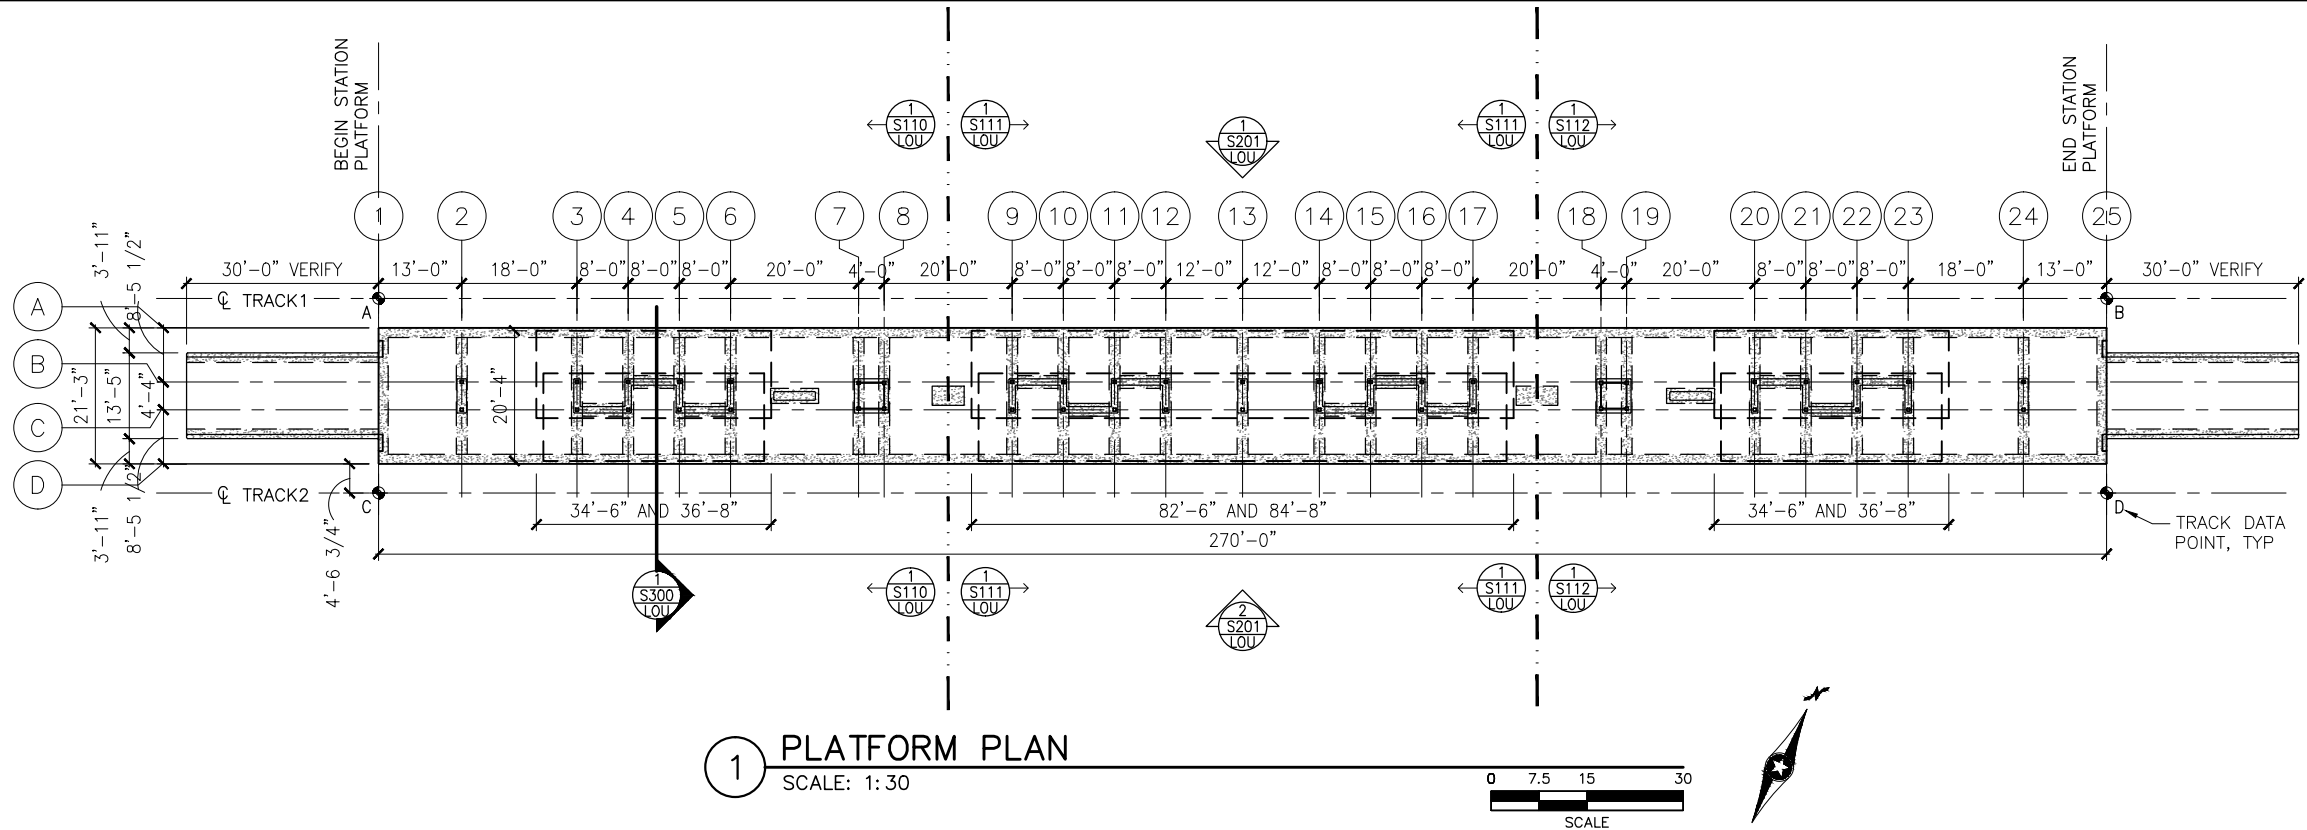 BEGIN STATION
PLATFORM
END STATION
PLATFORM
1
S110
LOU
1
S111
LOU
1
S201
LOU
1
S111
LOU
1
S112
LOU
1 2 3 4 5 6 7 8 9 10 11 12 13 14 15 16 17 18 19 20 21 22 23 24 25
30'-0" VERIFY 13'-0" 18'-0" 8'-0" 8'-0" 8'-0" 20'-0" 4'-0" 20'-0" 8'-0" 8'-0" 8'-0" 12'-0" 12'-0" 8'-0" 8'-0" 8'-0" 20'-0" 4'-0" 20'-0" 8'-0" 8'-0" 8'-0" 18'-0" 13'-0" 30'-0" VERIFY
3'-11"
8'-5 1/2"
℄ TRACK1
A
B
A
B
C
D
21'-3"
13'-5"
4'-4"
20'-4"
℄ TRACK2
C
D
3'-11"
8'-5 1/2"
4'-6 3/4"
34'-6" AND 36'-8"
82'-6" AND 84'-8"
34'-6" AND 36'-8"
270'-0"
TRACK DATA
POINT, TYP
1
S300
LOU
1
S110
LOU
1
S111
LOU
2
S201
LOU
1
S111
LOU
1
S112
LOU
1 PLATFORM PLAN
SCALE: 1:30
0 7.5 15 30
SCALE
N